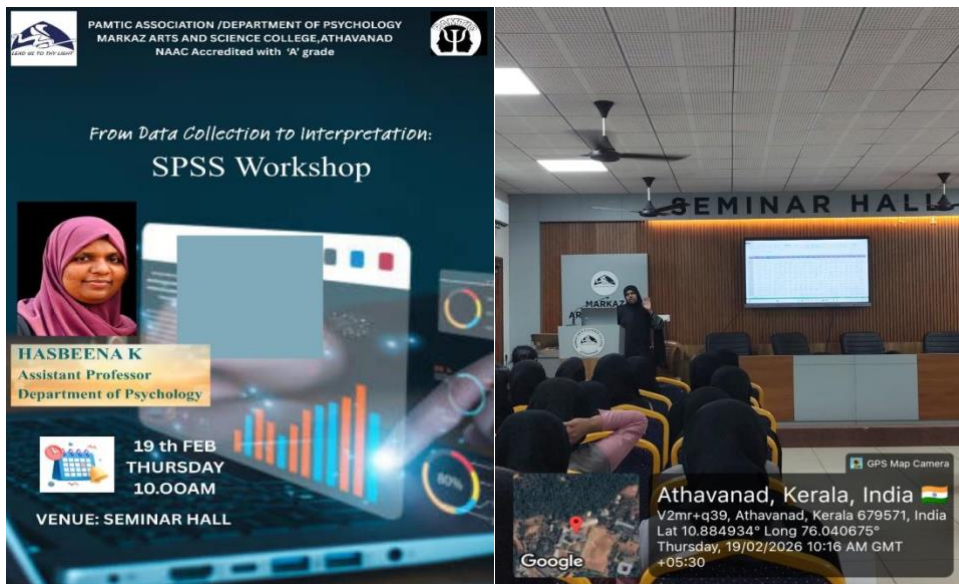 PAMTIC ASSOCIATION /DEPARTMENT OF PSYCHOLOGY
MARKAZ ARTS AND SCIENCE COLLEGE,ATHAVANAD
NAAC Accredited with 'A' grade
LEAD US TO THY LIGHT
PAMTIC
From Data Collection to Interpretation:
SPSS Workshop
HASBEENA K
Assistant Professor
Department of Psychology
80%
19 th FEB
THURSDAY
10.OOAM
VENUE: SEMINAR HALL
SEMINAR HALL
MARKAZ
GPS Map Camera
Athavanad, Kerala, India
V2mr+q39, Athavanad, Kerala 679571, India
Lat 10.884934° Long 76.040675°
Thursday, 19/02/2026 10:16 AM GMT
+05:30
Google